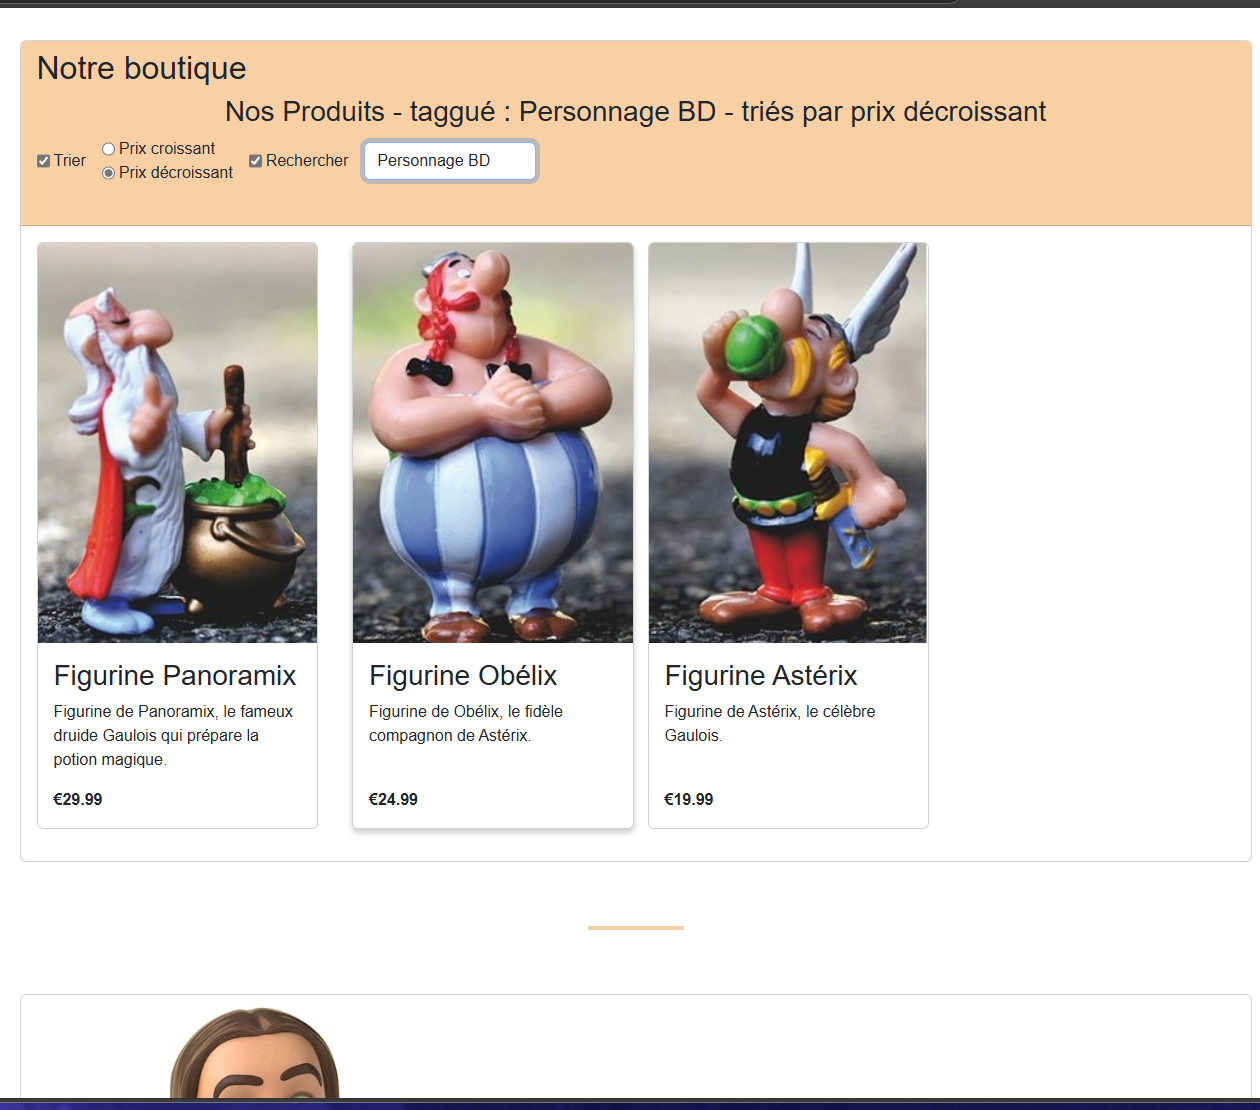 Notre boutique
Nos Produits - taggué : Personnage BD - triés par prix décroissant
Trier
Prix croissant
Prix décroissant
Rechercher
Personnage BD
Figurine Panoramix
Figurine de Panoramix, le fameux
druide Gaulois qui prépare la
potion magique.
€29.99
Figurine Obélix
Figurine de Obélix, le fidèle
compagnon de Astérix.
€24.99
Figurine Astérix
Figurine de Astérix, le célèbre
Gaulois.
€19.99